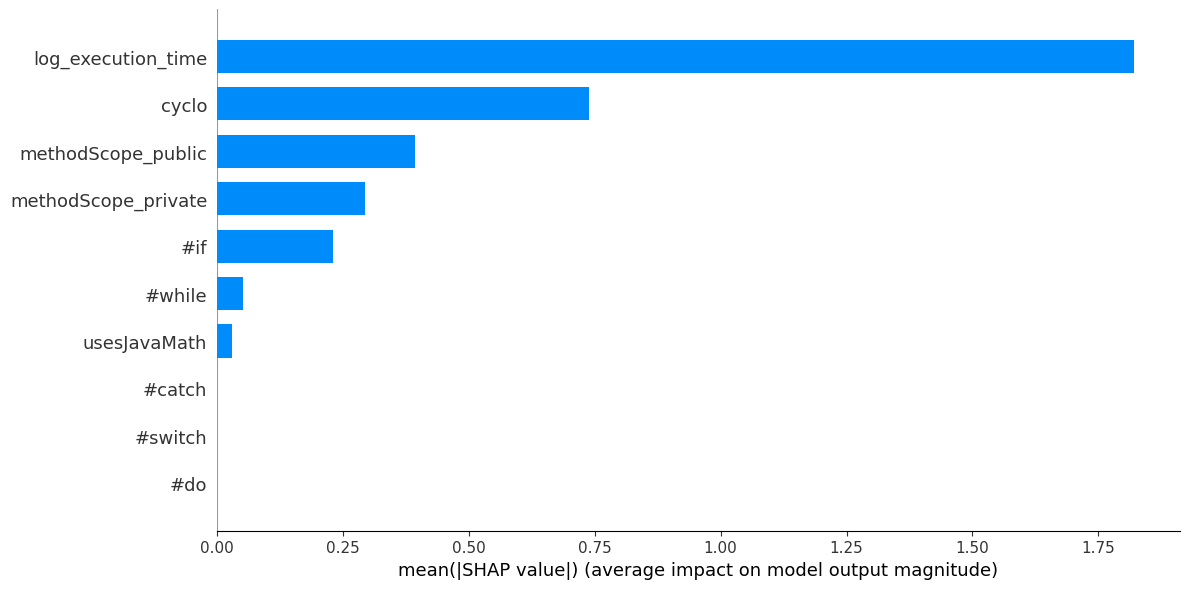 log_execution_time
cyclo
methodScope_public
methodScope_private
#if
#while
usesJavaMath
#catch
#switch
#do
0.00 0.25 0.50 0.75 1.00 1.25 1.50 1.75
mean(|SHAP value|) (average impact on model output magnitude)